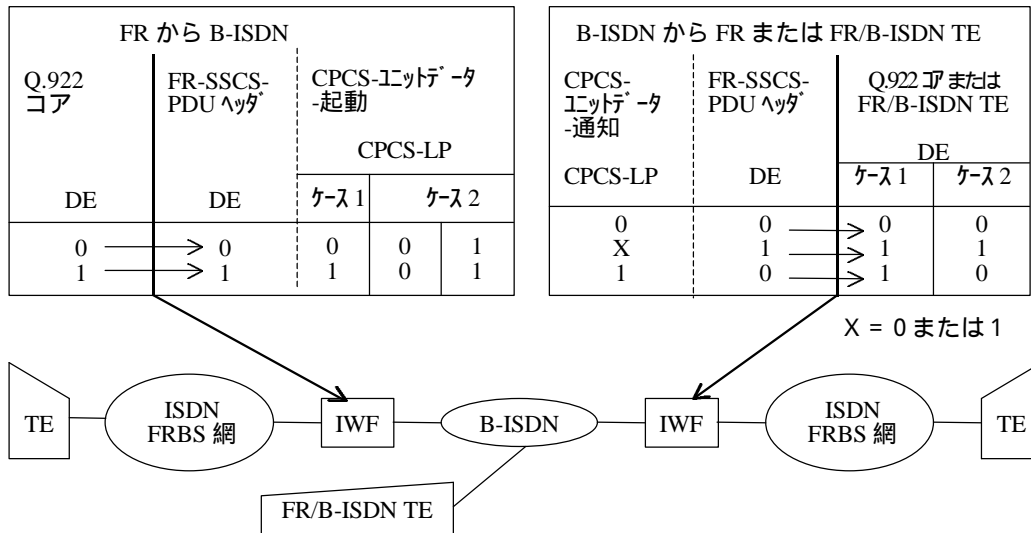 FR から B-ISDN
Q.922
コア
FR-SSCS-
PDU ﾍｯﾀﾞ
CPCS-ﾕﾆｯﾄﾃﾞｰﾀ
-起動
CPCS-LP
DE
DE
ｹｰｽ 1
ｹｰｽ 2
0 0 0 0 1
1 1 1 0 1
B-ISDN から FR または FR/B-ISDN TE
CPCS-
ﾕﾆｯﾄﾃﾞｰﾀ
-通知
FR-SSCS-
PDU ﾍｯﾀﾞ
Q.922 ｺｱ または
FR/B-ISDN TE
DE
CPCS-LP
DE
ｹｰｽ 1
ｹｰｽ 2
0 0 0 0
X 1 1 1
1 0 1 0
X = 0 または 1
TE
ISDN
FRBS 網
IWF
B-ISDN
IWF
ISDN
FRBS 網
TE
FR/B-ISDN TE